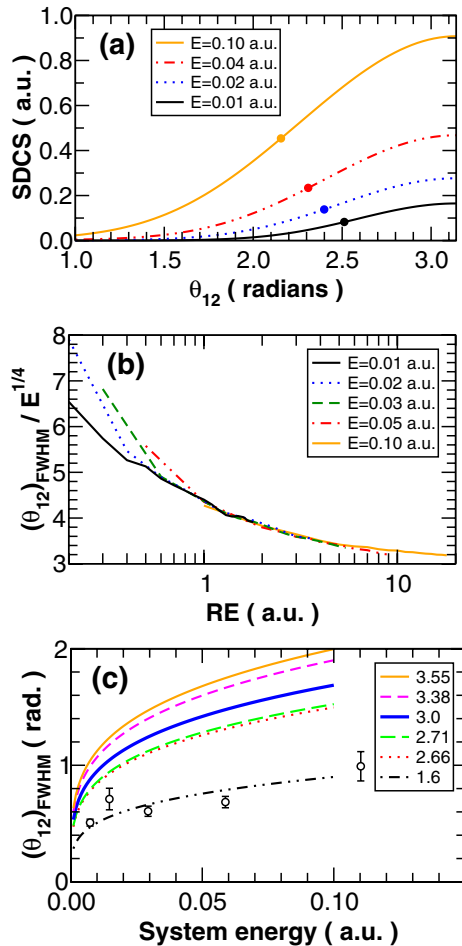 (a)
E=0.10 a.u.
E=0.04 a.u.
E=0.02 a.u.
E=0.01 a.u.
SDCS ( a.u. )
1.0
0.8
0.6
0.4
0.2
0.0
1.0 1.5 2.0 2.5 3.0
θ12 ( radians )
(b)
E=0.01 a.u.
E=0.02 a.u.
E=0.03 a.u.
E=0.05 a.u.
E=0.10 a.u.
(θ12)FWHM / E^1/4
8
7
6
5
4
3
1 10
RE ( a.u. )
(c)
3.55
3.38
3.0
2.71
2.66
1.6
(θ12)FWHM ( rad. )
2
1
0
0.00 0.05 0.10
System energy ( a.u. )